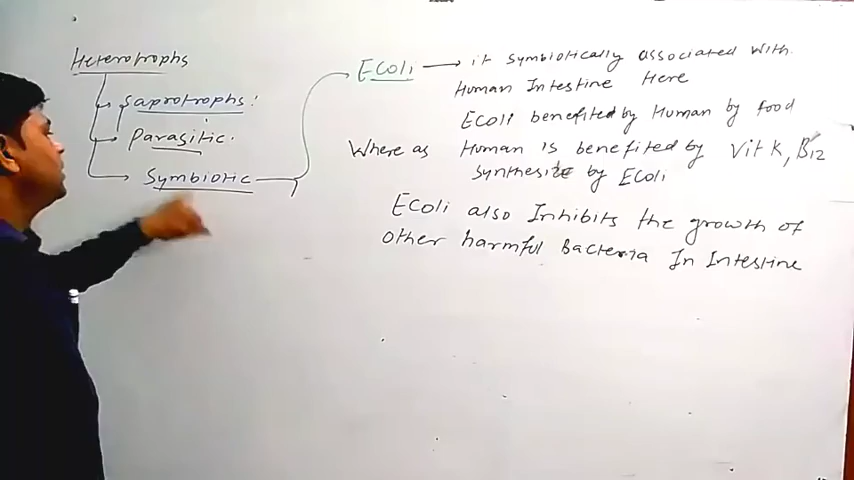 Heterotrophs
Saprotrophs:
Parasitic.
Symbiotic
Ecoli → it symbiotically associated with
Human Intestine Here
Ecoli benefited by Human by food
Where as Human is benefited by Vit K, B12
synthesize by Ecoli
Ecoli also Inhibits the growth of
other harmful Bacteria In Intestine